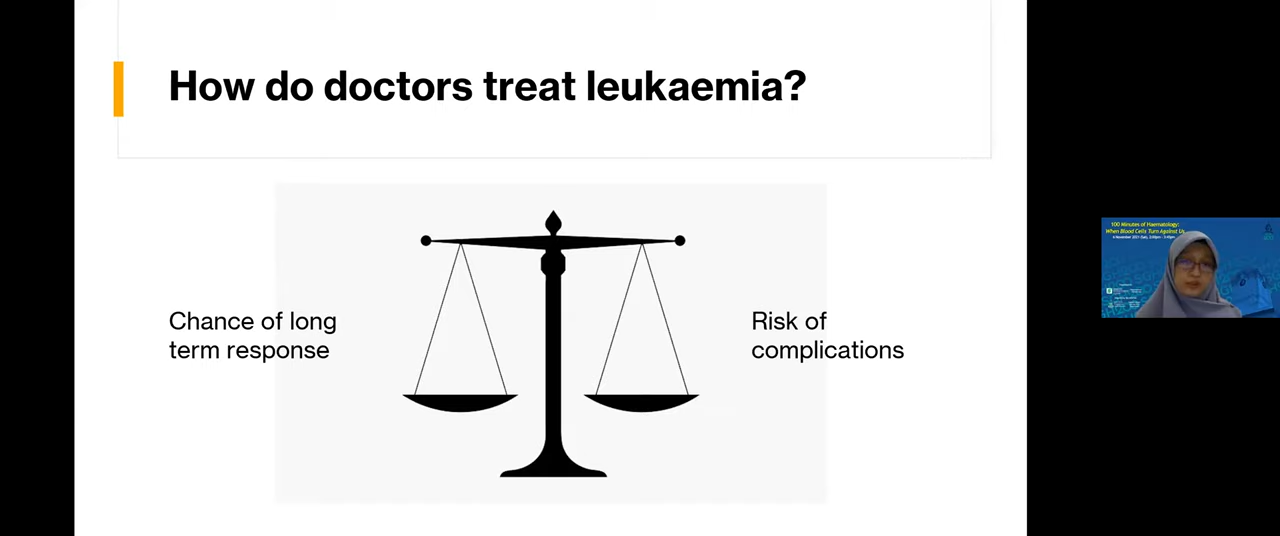 How do doctors treat leukaemia?
Chance of long
term response
Risk of
complications
100 Minutes of Haematology:
When Blood Cells Turn Against Us